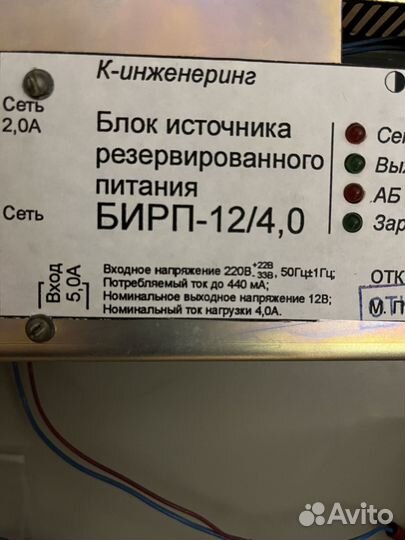 К-инженеринг
Сеть
2,0А
Блок источника
резервированного
питания
Сеть
БИРП-12/4,0
АБ
Вход
5,0А
Входное напряжение 220В +22В -33В, 50Гц±1Гц;
Потребляемый ток до 440 мА;
Номинальное выходное напряжение 12В;
Номинальный ток нагрузки 4,0А.
Avito